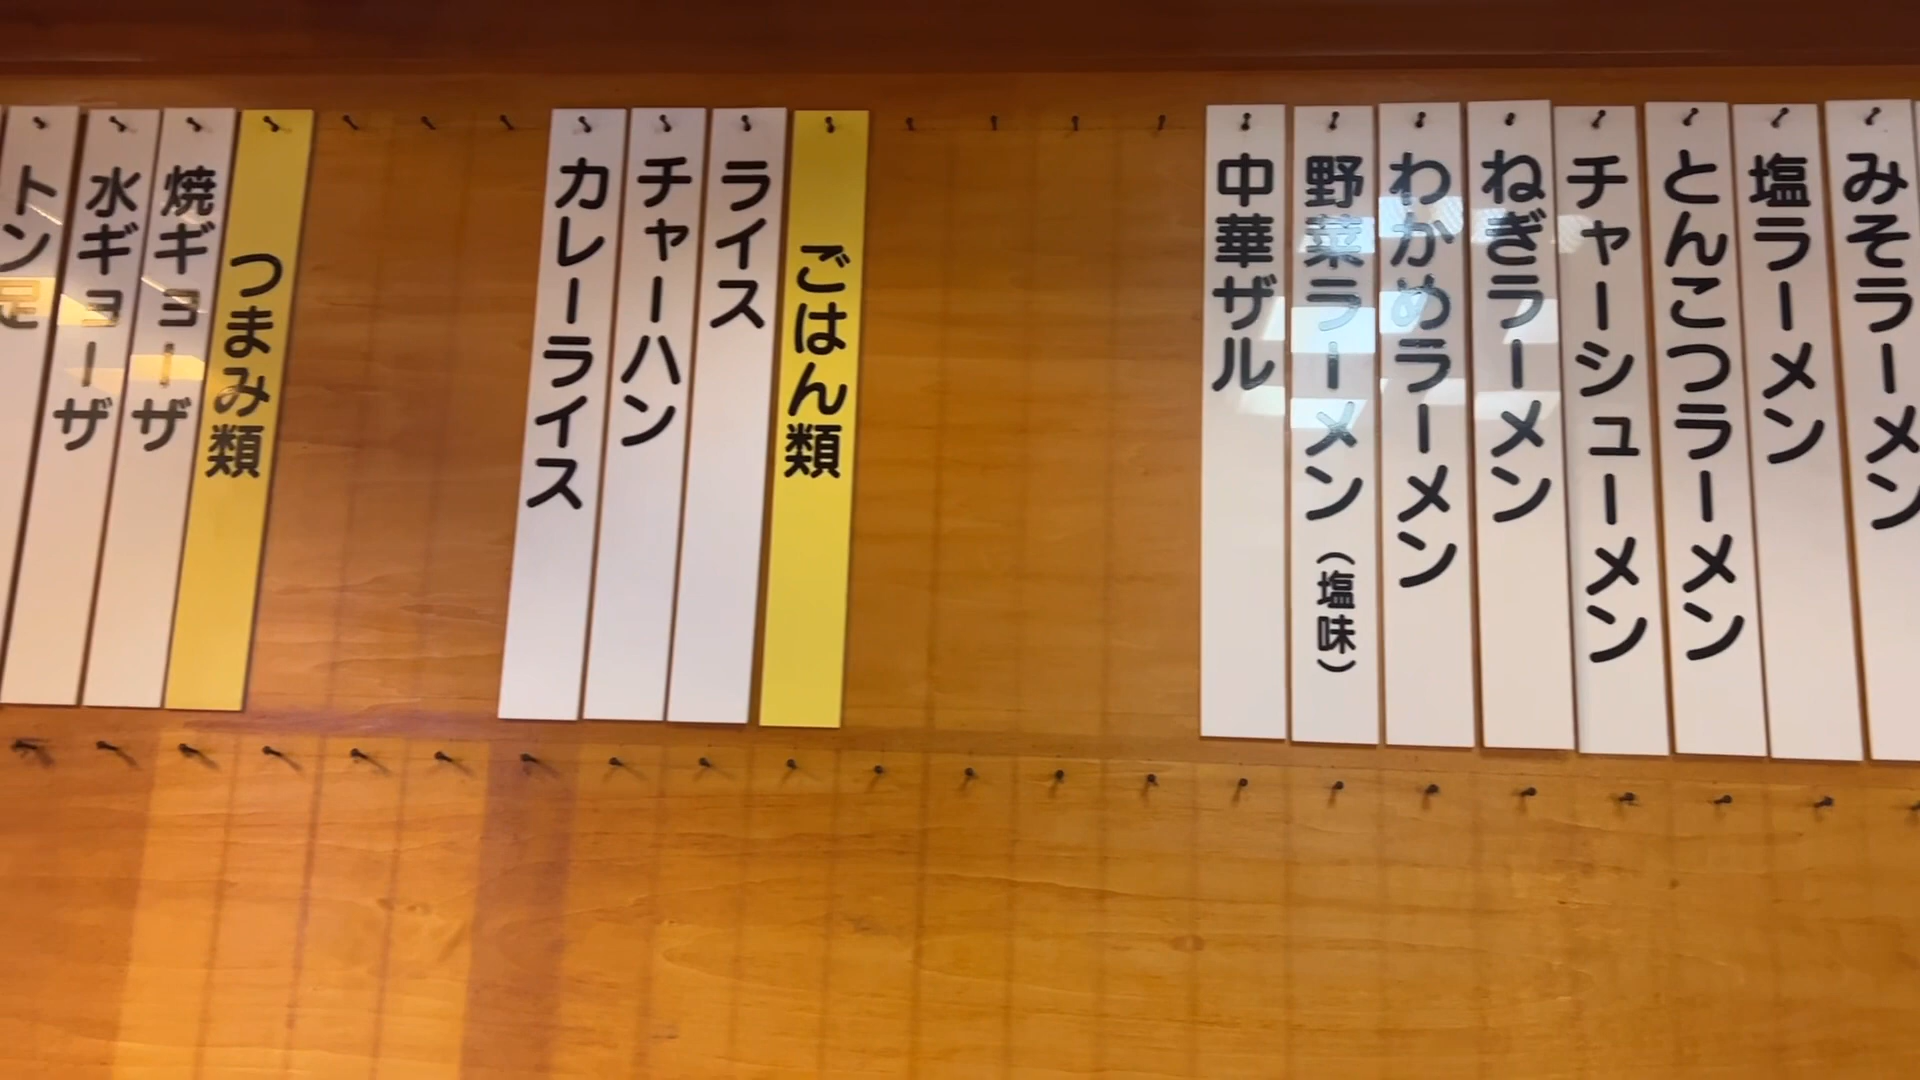 みそラーメン
塩ラーメン
とんこつラーメン
チャーシューメン
ねぎラーメン
わかめラーメン
野菜ラーメン（塩味）
中華ザル
ごはん類
ライス
チャーハン
カレーライス
つまみ類
焼ギョーザ
水ギョーザ
トン足